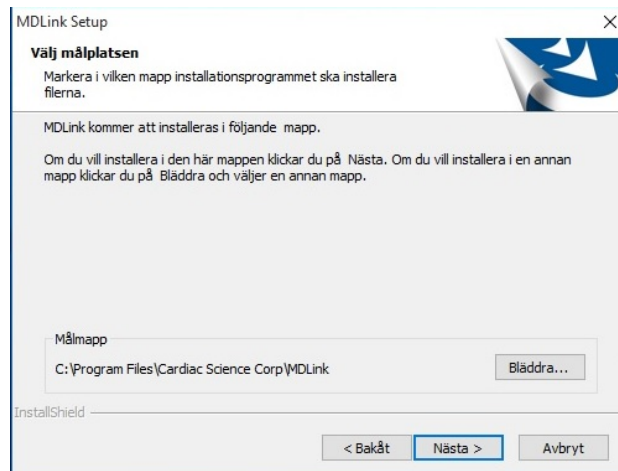 MDLink Setup
Välj målplatsen
Markera i vilken mapp installationsprogrammet ska installera
filerna.
MDLink kommer att installeras i följande mapp.
Om du vill installera i den här mappen klickar du på Nästa. Om du vill installera i en annan
mapp klickar du på Bläddra och väljer en annan mapp.
Målmapp
C:\Program Files\Cardiac Science Corp\MDLink
Bläddra...
InstallShield
< Bakåt Nästa > Avbryt